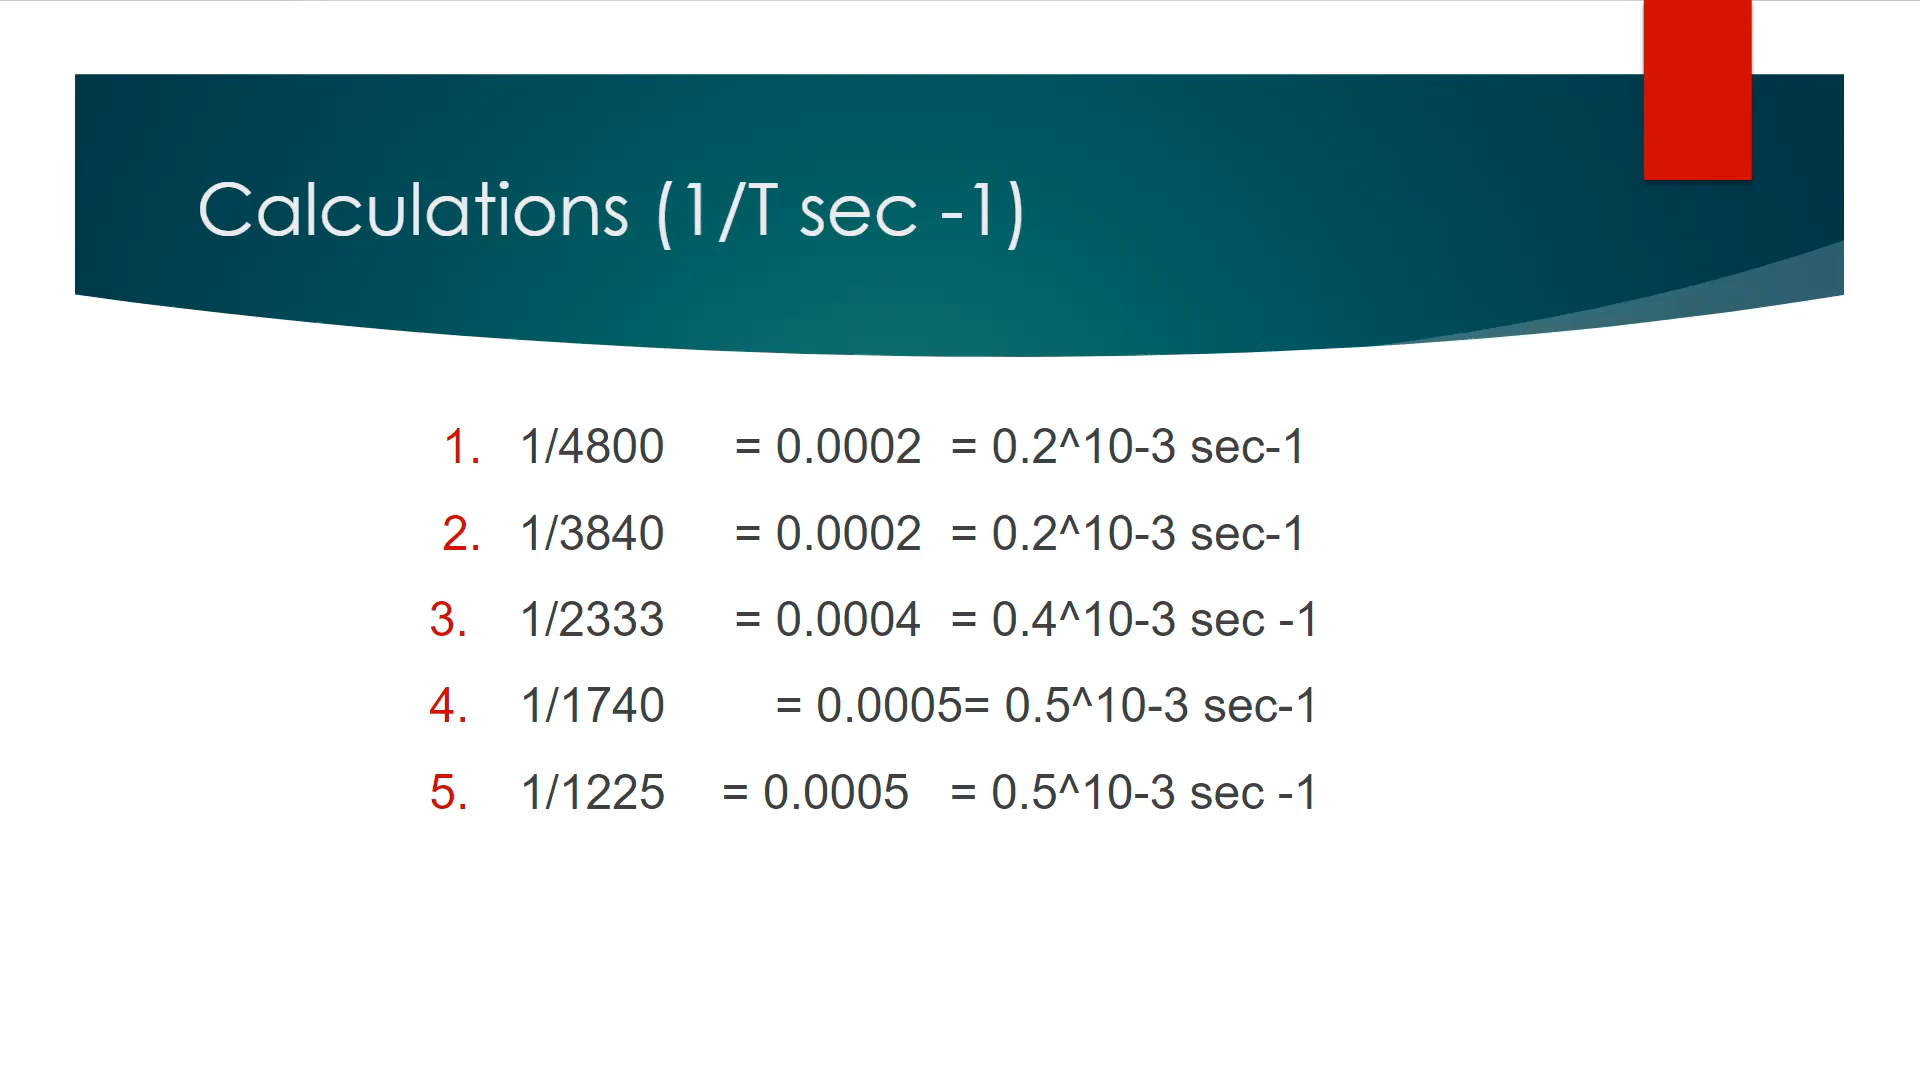 Calculations (1/T sec -1)
1. 1/4800 = 0.0002 = 0.2^10-3 sec-1
2. 1/3840 = 0.0002 = 0.2^10-3 sec-1
3. 1/2333 = 0.0004 = 0.4^10-3 sec -1
4. 1/1740 = 0.0005= 0.5^10-3 sec-1
5. 1/1225 = 0.0005 = 0.5^10-3 sec -1